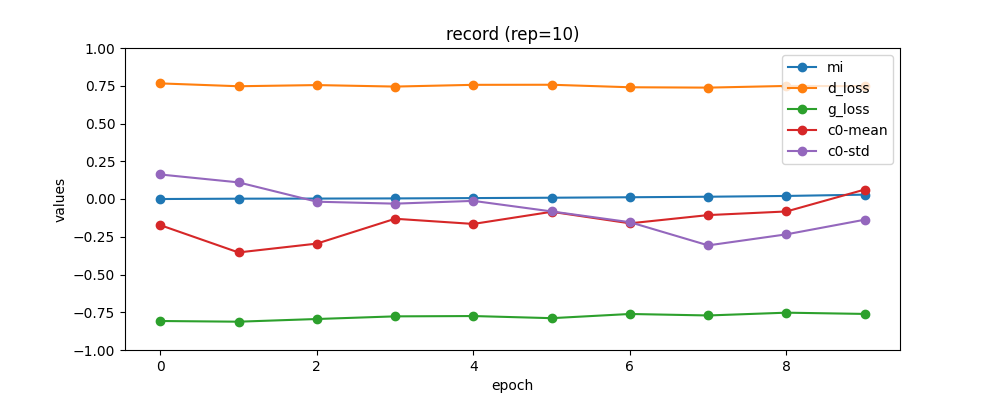 record (rep=10)
1.00
0.75
0.50
0.25
0.00
−0.25
−0.50
−0.75
−1.00
values
mi
d_loss
g_loss
c0-mean
c0-std
0 2 4 6 8
epoch